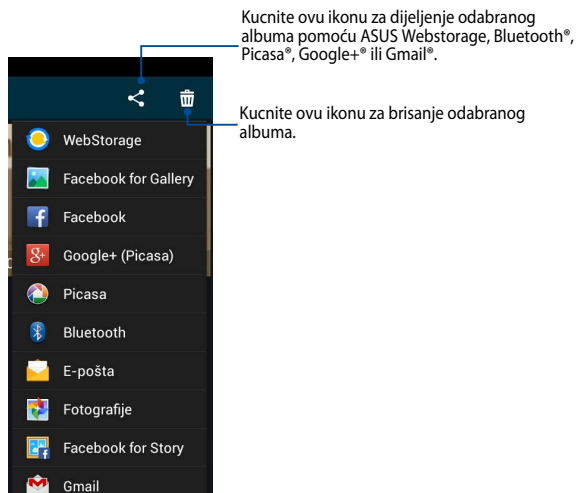 Kucnite ovu ikonu za dijeljenje odabranog
albuma pomoću ASUS Webstorage, Bluetooth®,
Picasa®, Google+® ili Gmail®.
Kucnite ovu ikonu za brisanje odabranog
albuma.
WebStorage
Facebook for Gallery
Facebook
Google+ (Picasa)
Picasa
Bluetooth
E-pošta
Fotografije
Facebook for Story
Gmail